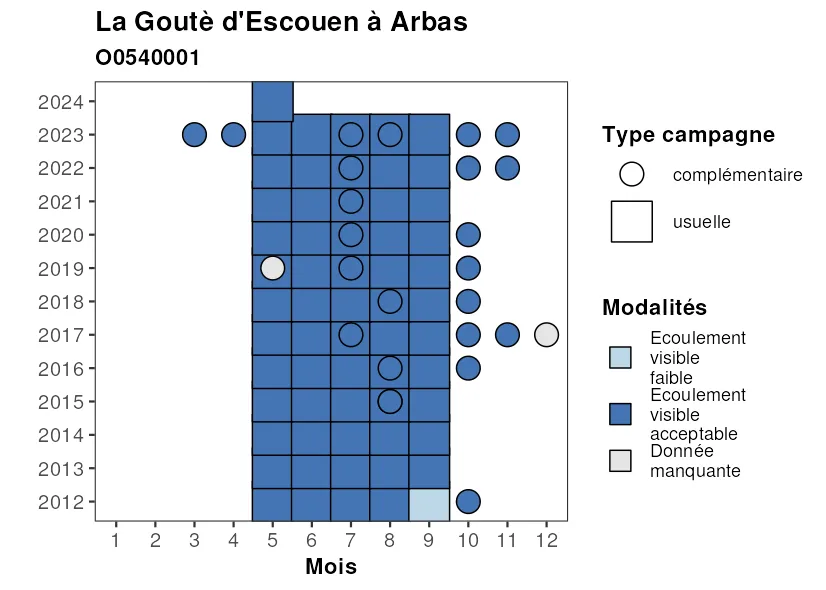 La Goutè d'Escouen à Arbas
O0540001
2024
2023
2022
2021
2020
2019
2018
2017
2016
2015
2014
2013
2012
1 2 3 4 5 6 7 8 9 10 11 12
Mois
Type campagne
complémentaire
usuelle
Modalités
Ecoulement
visible
faible
Ecoulement
visible
acceptable
Donnée
manquante